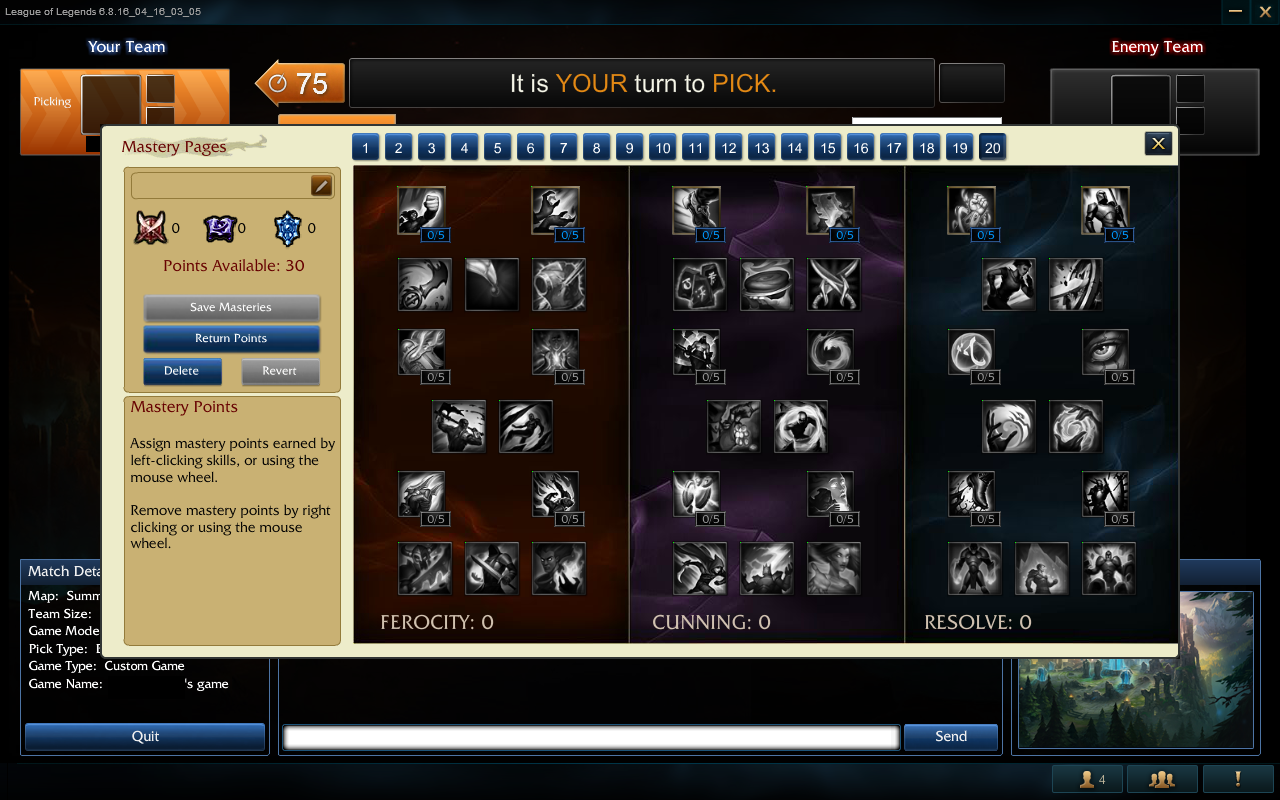 League of Legends 6.8.16_04_16_03_05
Your Team
Enemy Team
Picking
75
It is YOUR turn to PICK.
Mastery Pages
1 2 3 4 5 6 7 8 9 10 11 12 13 14 15 16 17 18 19 20
0 0 0
Points Available: 30
Save Masteries
Return Points
Delete
Revert
Mastery Points
Assign mastery points earned by
left-clicking skills, or using the
mouse wheel.
Remove mastery points by right
clicking or using the mouse
wheel.
0/5 0/5 0/5 0/5 0/5 0/5
0/5 0/5 0/5 0/5 0/5 0/5
0/5 0/5 0/5 0/5 0/5 0/5
FEROCITY: 0
CUNNING: 0
RESOLVE: 0
Match Deta
Map: Summ
Team Size:
Game Mode
Pick Type:
Game Type: Custom Game
Game Name: 's game
Quit
Send
4
!